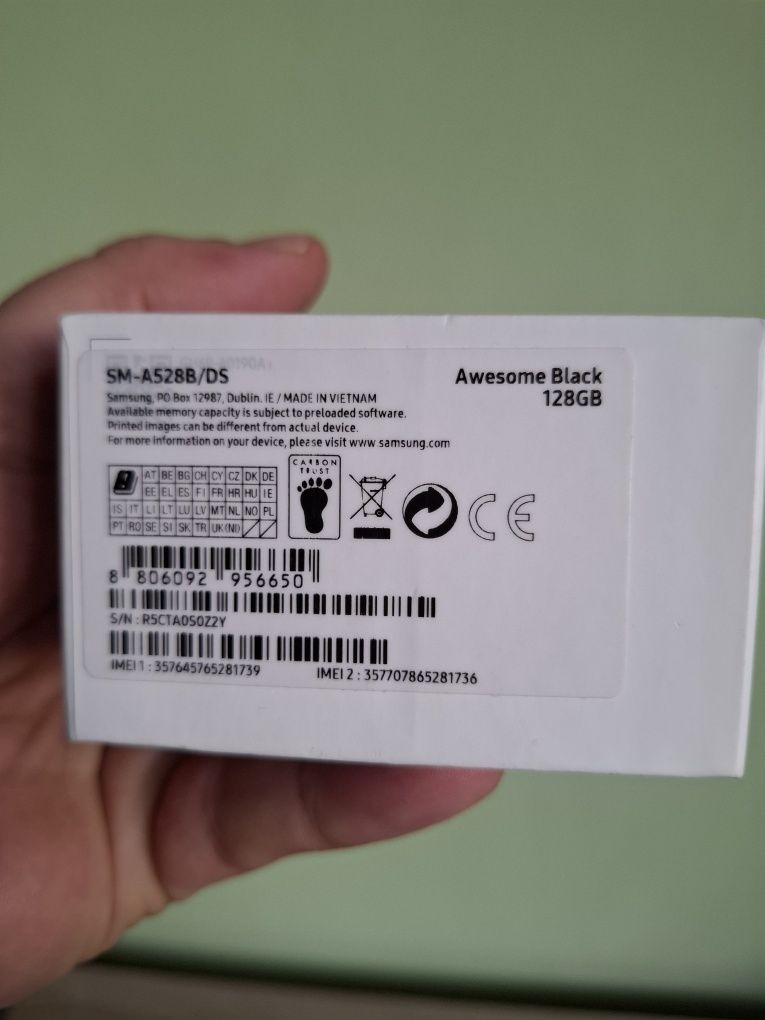 SM-A528B/DS
Awesome Black
128GB
Samsung, PO Box 12987, Dublin. IE / MADE IN VIETNAM
Available memory capacity is subject to preloaded software.
Printed images can be different from actual device.
For more information on your device, please visit www samsung.com
AT BE BG CH CY CZ DK DE
EE EL ES FI FR HR HU IE
IS IT LI LT LU LV MT NL NO PL
PT RO SE SI SK TR UK(NI)
CARBON
TRUST
CE
8 806092 956650
S/N : R5CTA0S0Z2Y
IMEI 1 : 357645765281739
IMEI 2 : 357707865281736